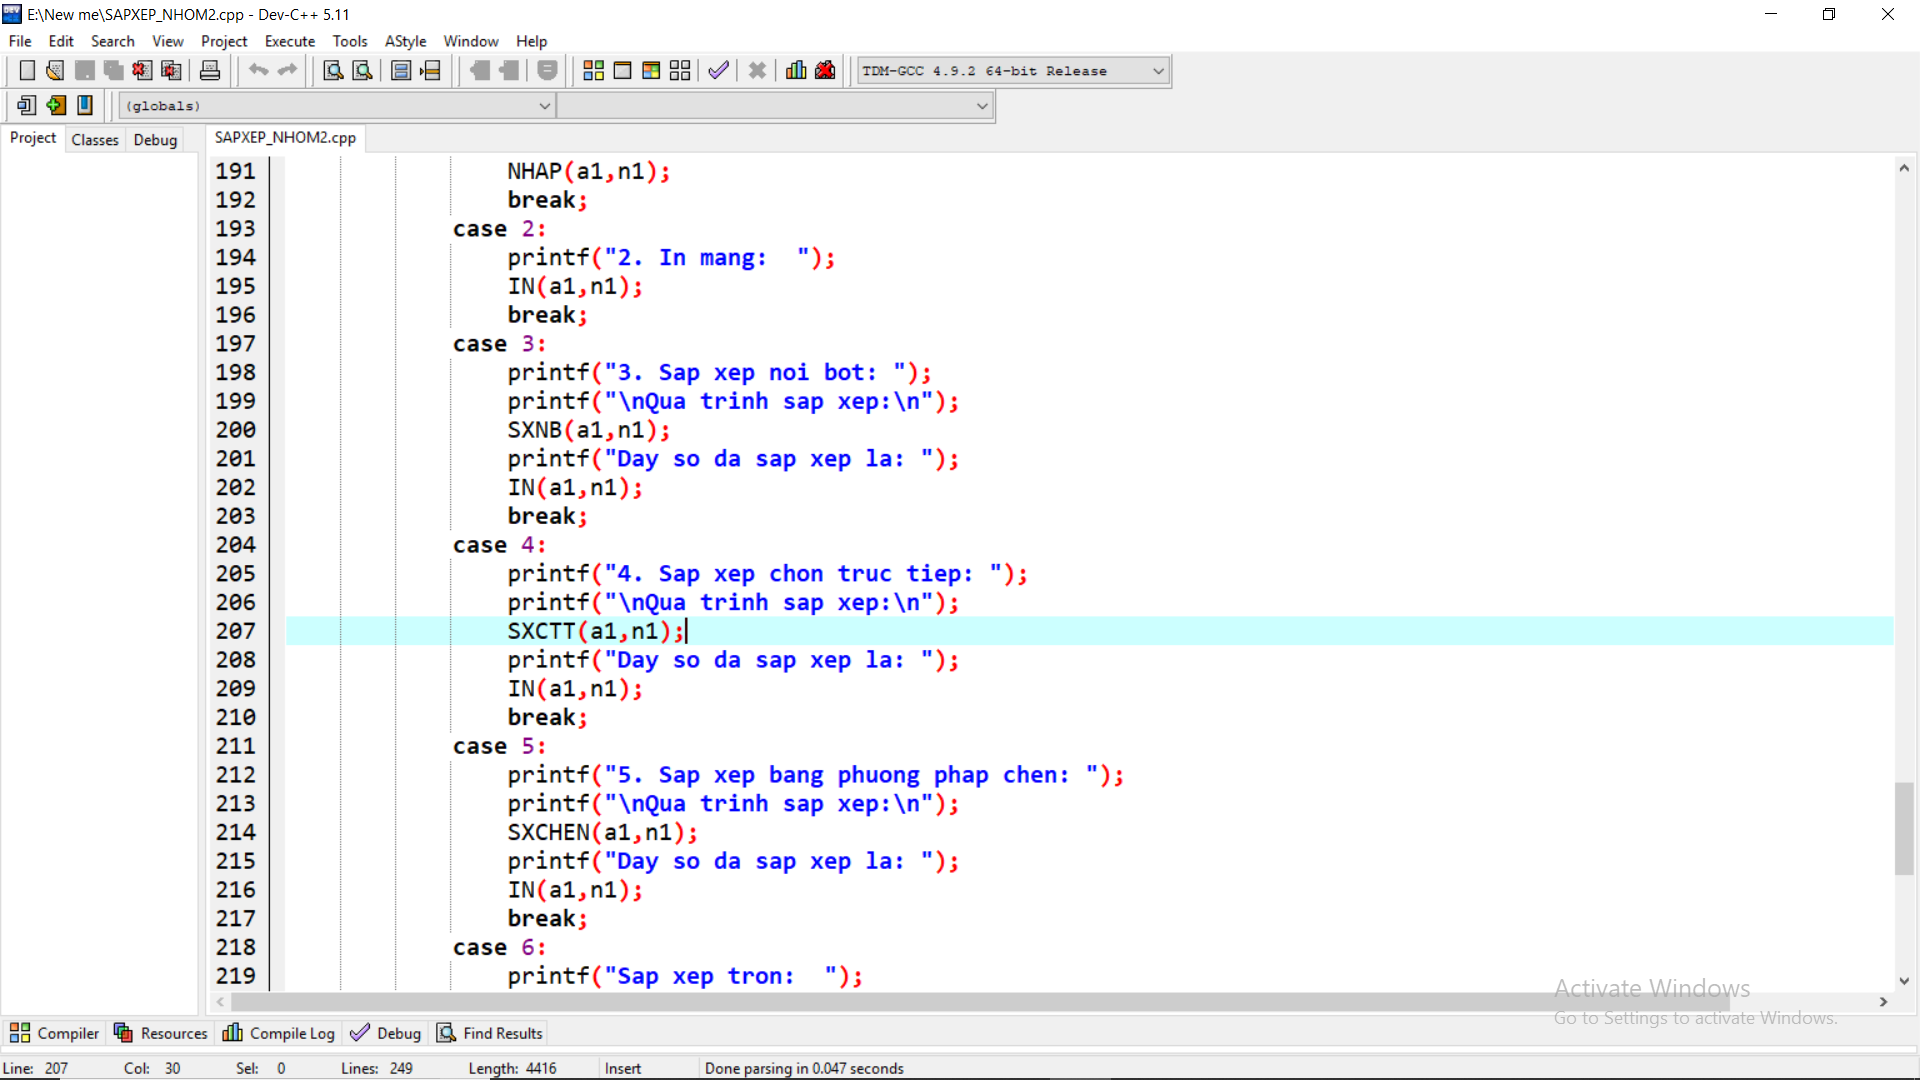 E:\New me\SAPXEP_NHOM2.cpp - Dev-C++ 5.11
File Edit Search View Project Execute Tools AStyle Window Help
TDM-GCC 4.9.2 64-bit Release
(globals)
Project Classes Debug SAPXEP_NHOM2.cpp
191 NHAP(a1,n1);
192 break;
193 case 2:
194 printf("2. In mang:  ");
195 IN(a1,n1);
196 break;
197 case 3:
198 printf("3. Sap xep noi bot: ");
199 printf("\nQua trinh sap xep:\n");
200 SXNB(a1,n1);
201 printf("Day so da sap xep la: ");
202 IN(a1,n1);
203 break;
204 case 4:
205 printf("4. Sap xep chon truc tiep: ");
206 printf("\nQua trinh sap xep:\n");
207 SXCTT(a1,n1);
208 printf("Day so da sap xep la: ");
209 IN(a1,n1);
210 break;
211 case 5:
212 printf("5. Sap xep bang phuong phap chen: ");
213 printf("\nQua trinh sap xep:\n");
214 SXCHEN(a1,n1);
215 printf("Day so da sap xep la: ");
216 IN(a1,n1);
217 break;
218 case 6:
219 printf("Sap xep tron:  ");
Activate Windows
Go to Settings to activate Windows.
Compiler Resources Compile Log Debug Find Results
Line: 207 Col: 30 Sel: 0 Lines: 249 Length: 4416 Insert Done parsing in 0.047 seconds